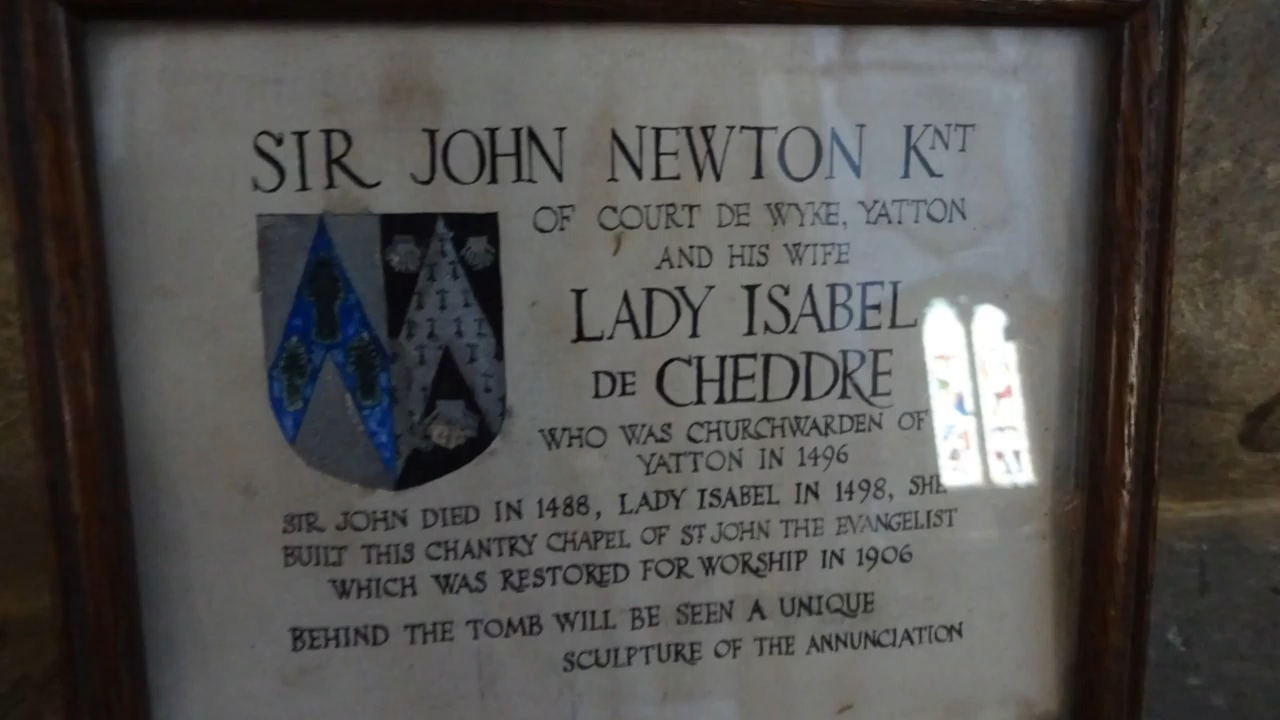 SIR JOHN NEWTON KNT
OF COURT DE WYKE, YATTON
AND HIS WIFE
LADY ISABEL
DE CHEDDRE
WHO WAS CHURCHWARDEN OF
YATTON IN 1496
SIR JOHN DIED IN 1488, LADY ISABEL IN 1498, SHE
BUILT THIS CHANTRY CHAPEL OF ST JOHN THE EVANGELIST
WHICH WAS RESTORED FOR WORSHIP IN 1906
BEHIND THE TOMB WILL BE SEEN A UNIQUE
SCULPTURE OF THE ANNUNCIATION